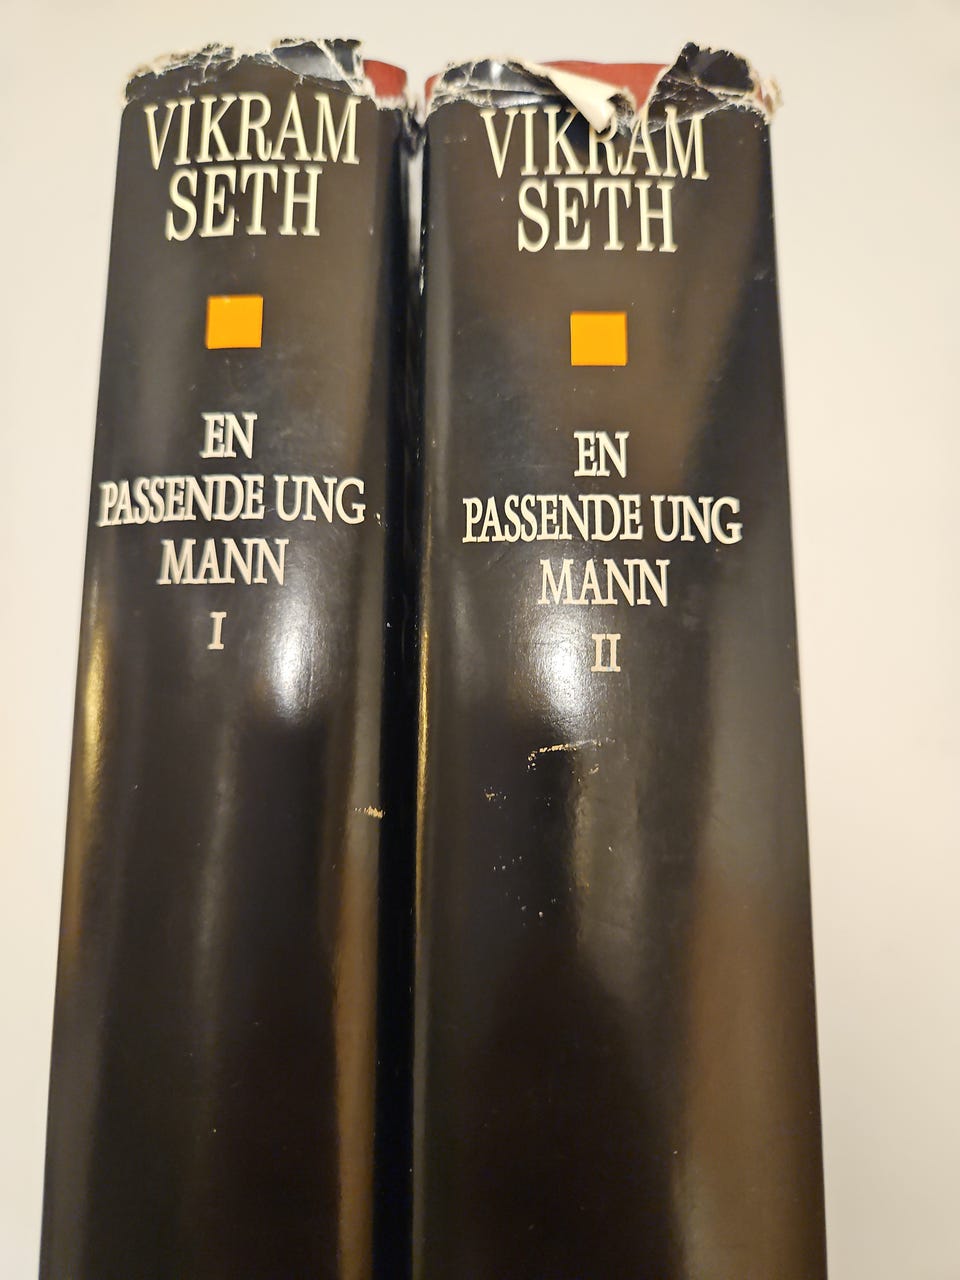 VIKRAM
SETH
EN
PASSENDE UNG
MANN
I
VIKRAM
SETH
EN
PASSENDE UNG
MANN
II